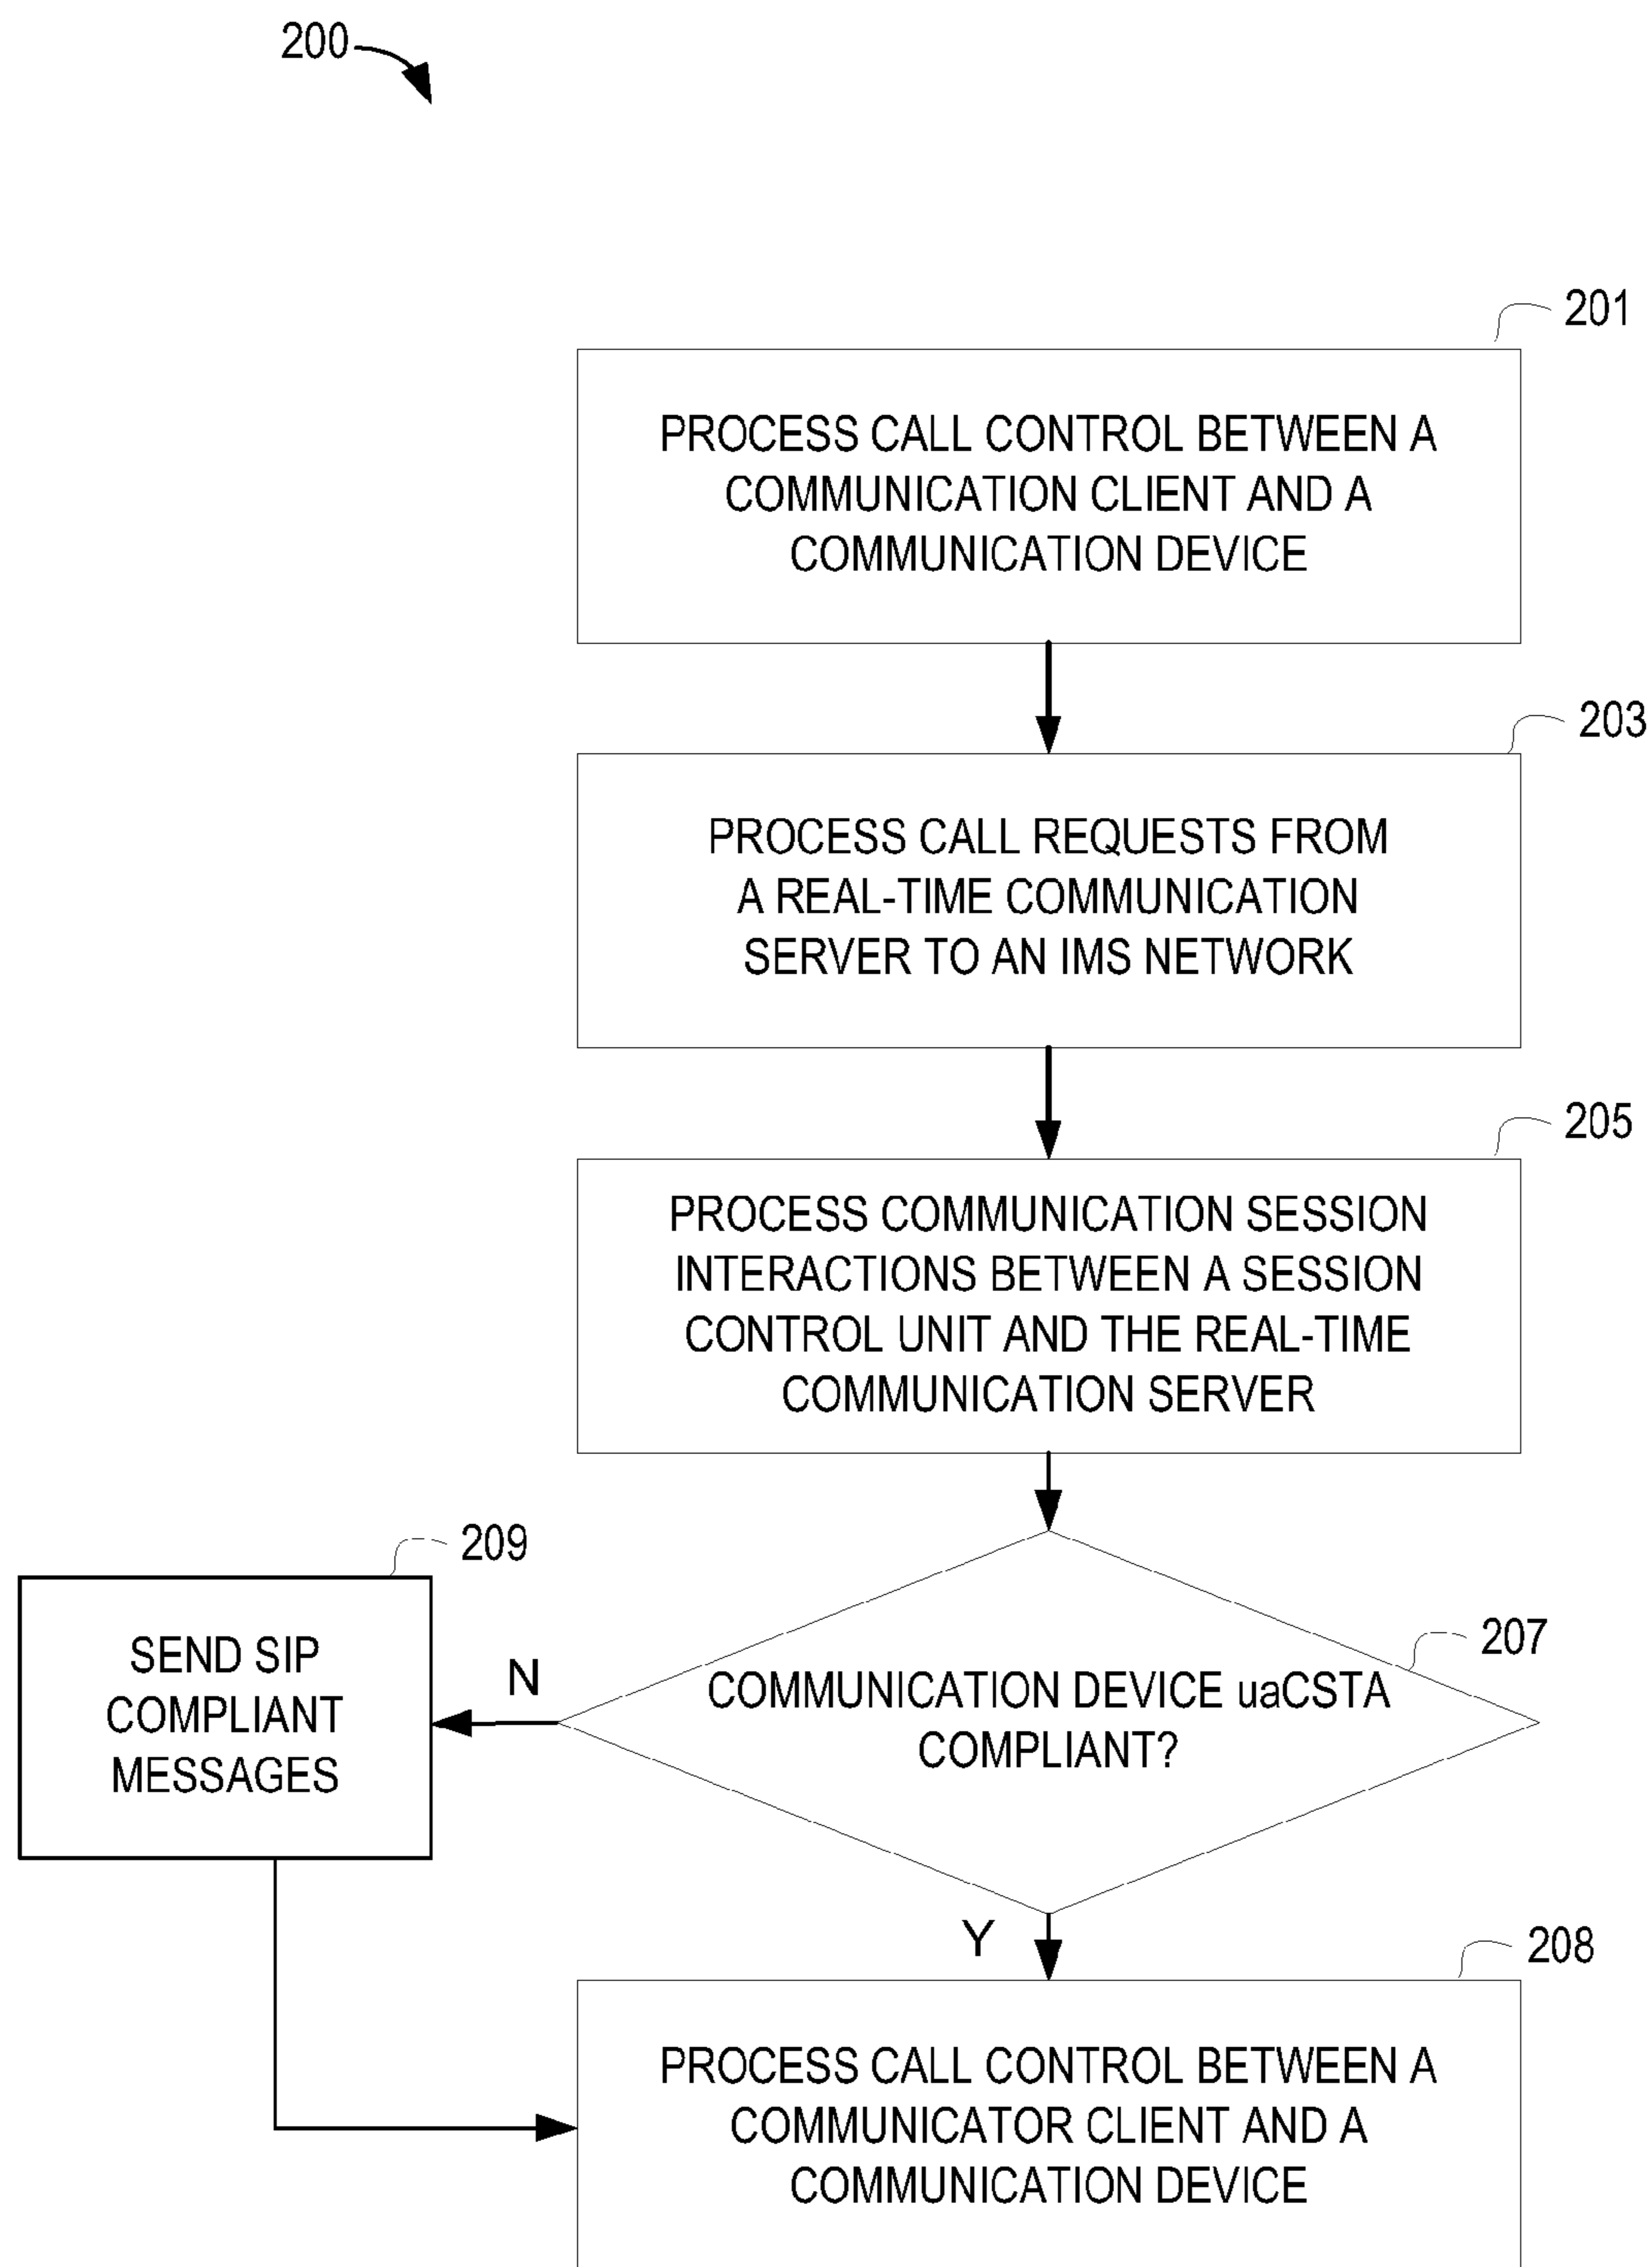 200
201
PROCESS CALL CONTROL BETWEEN A
COMMUNICATION CLIENT AND A
COMMUNICATION DEVICE
203
PROCESS CALL REQUESTS FROM
A REAL-TIME COMMUNICATION
SERVER TO AN IMS NETWORK
205
PROCESS COMMUNICATION SESSION
INTERACTIONS BETWEEN A SESSION
CONTROL UNIT AND THE REAL-TIME
COMMUNICATION SERVER
209
SEND SIP
COMPLIANT
MESSAGES
N
207
COMMUNICATION DEVICE uaCSTA
COMPLIANT?
Y
208
PROCESS CALL CONTROL BETWEEN A
COMMUNICATOR CLIENT AND A
COMMUNICATION DEVICE